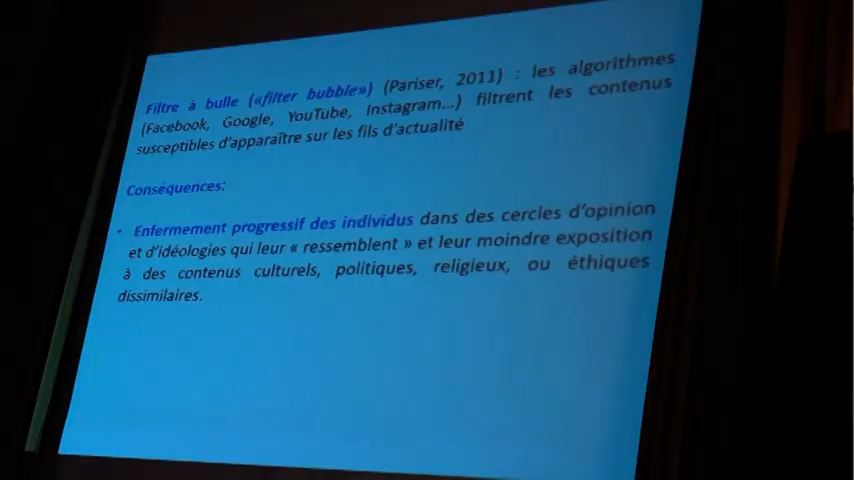 Filtre à bulle («filter bubble») (Pariser, 2011) : les algorithmes
(Facebook, Google, YouTube, Instagram...) filtrent les contenus
susceptibles d'apparaître sur les fils d'actualité
Conséquences:
• Enfermement progressif des individus dans des cercles d'opinion
et d'idéologies qui leur « ressemblent » et leur moindre exposition
à des contenus culturels, politiques, religieux, ou éthiques
dissimilaires.